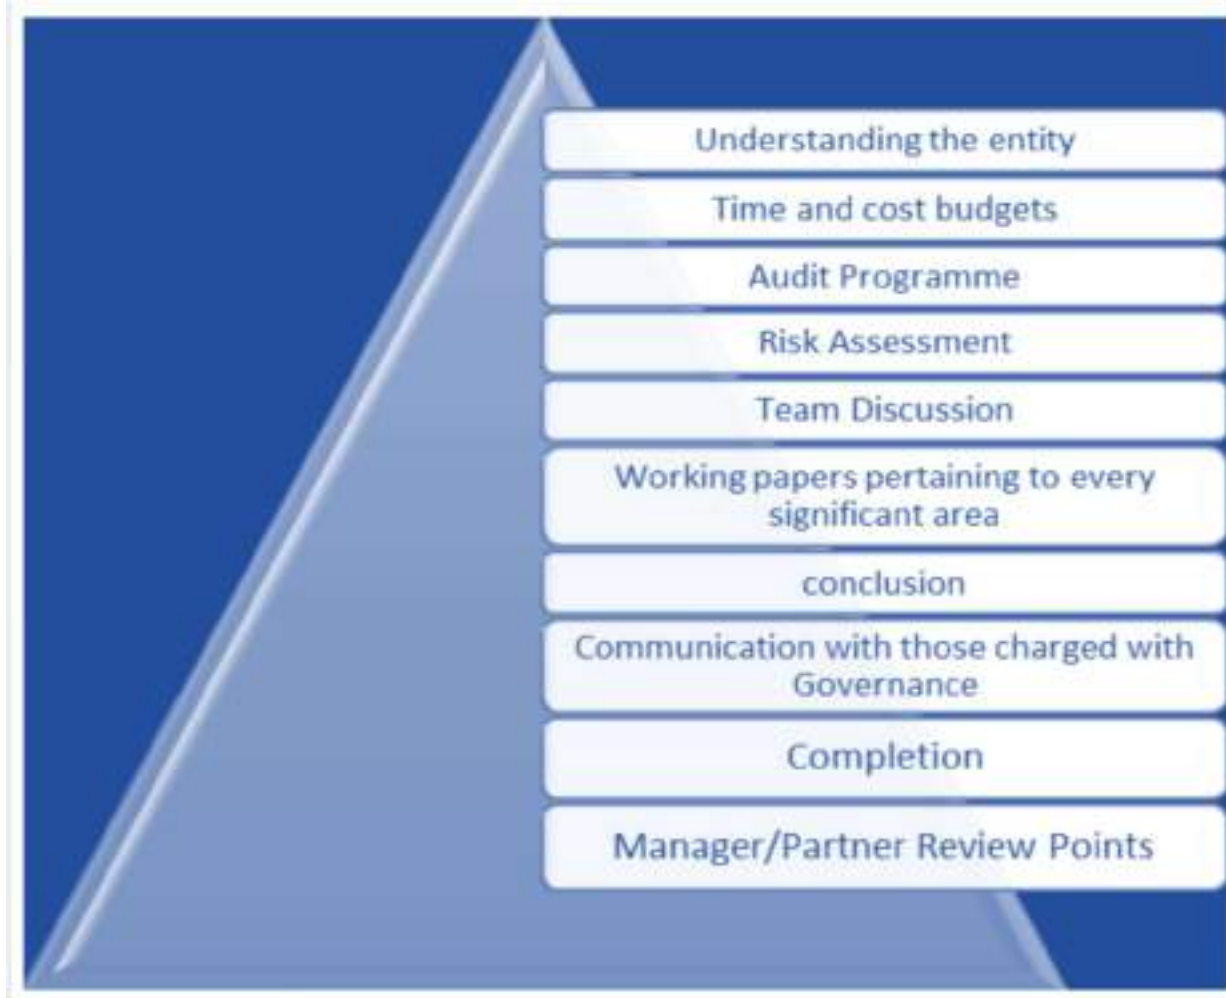 Understanding the entity
Time and cost budgets
Audit Programme
Risk Assessment
Team Discussion
Working papers pertaining to every
significant area
conclusion
Communication with those charged with
Governance
Completion
Manager/Partner Review Points